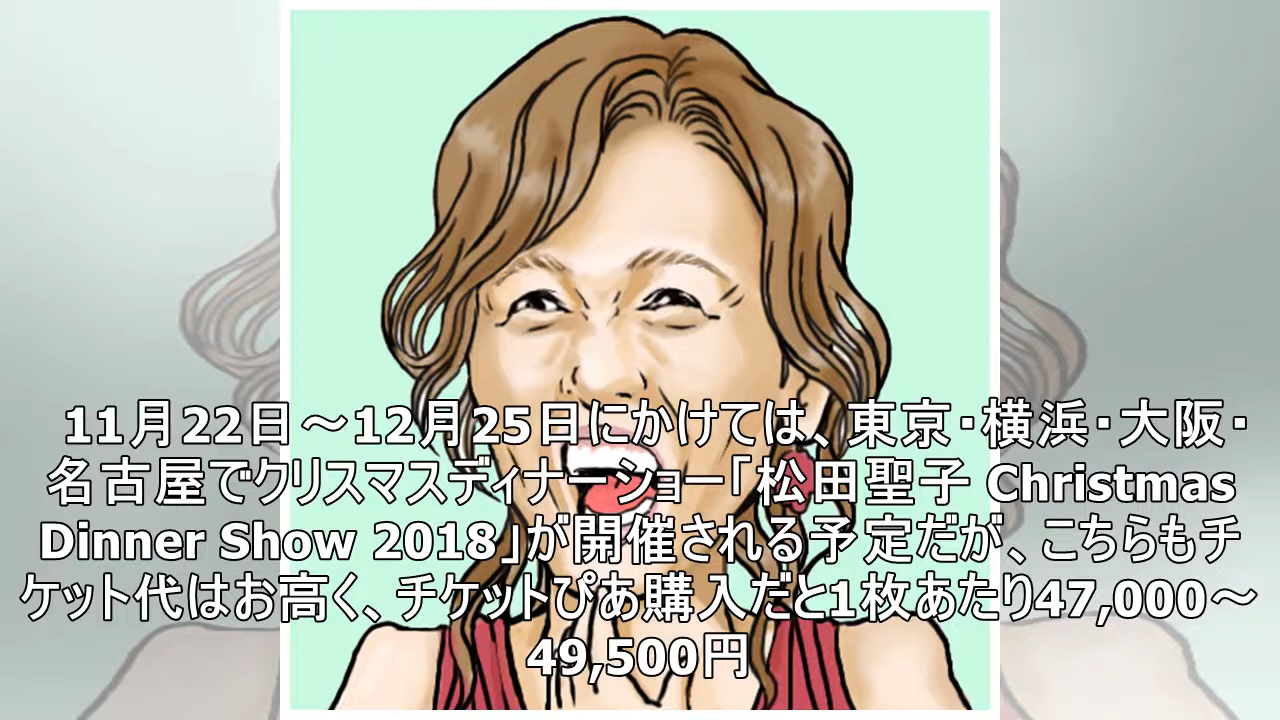 11月22日～12月25日にかけては、東京・横浜・大阪・
名古屋でクリスマスディナーショー「松田聖子 Christmas
Dinner Show 2018」が開催される予定だが、こちらもチ
ケット代はお高く、チケットぴあ購入だと1枚あたり47,000～
49,500円